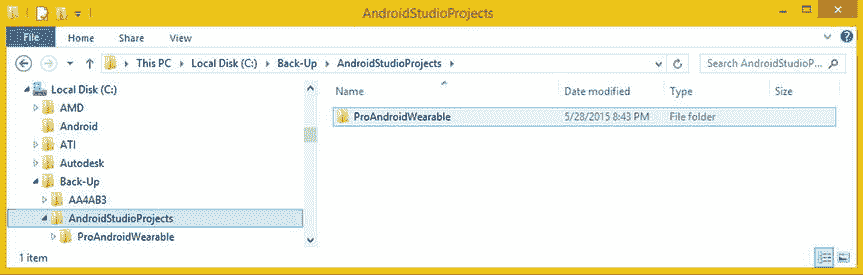 AndroidStudioProjects
File Home Share View
This PC Local Disk (C:) Back-Up AndroidStudioProjects Search AndroidStudioP...
Local Disk (C:) Name Date modified Type Size
AMD
Android ProAndroidWearable 5/28/2015 8:43 PM File folder
ATI
Autodesk
Back-Up
AA4AB3
AndroidStudioProjects
ProAndroidWearable
1 item